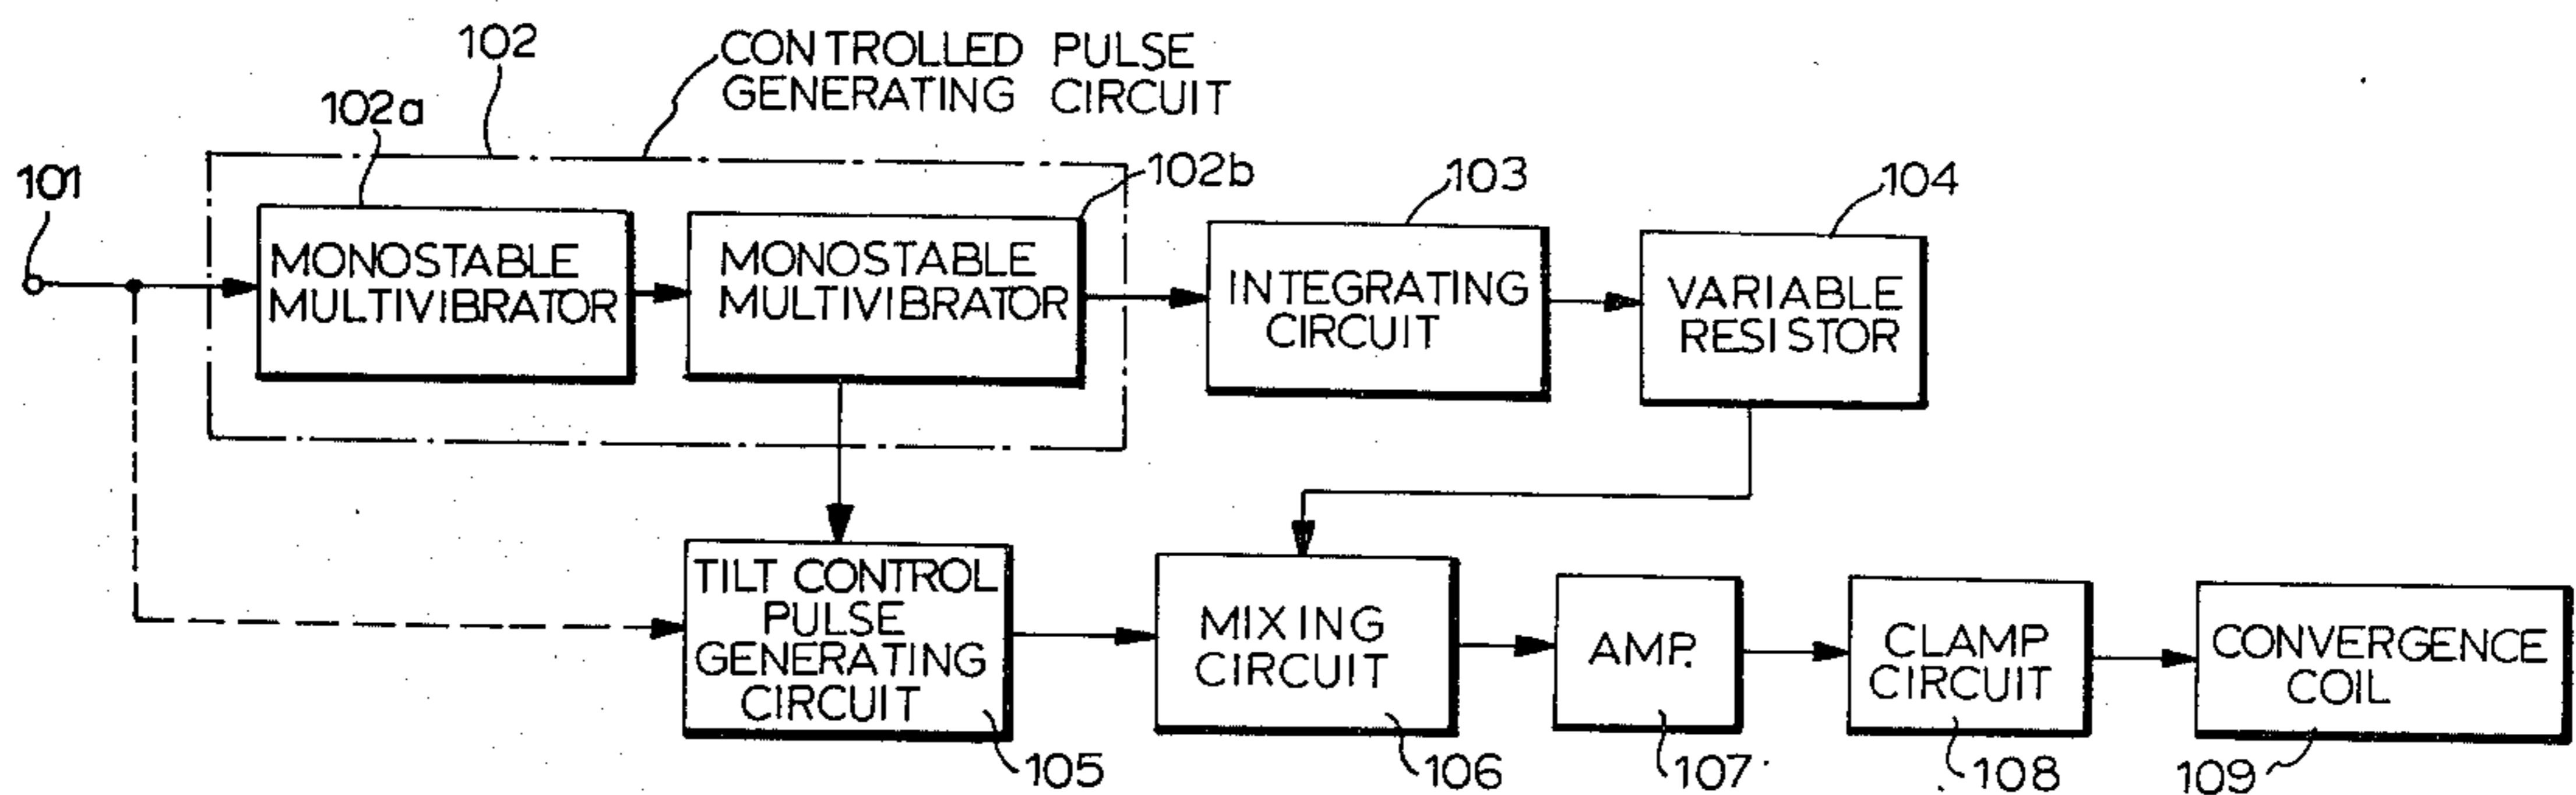 102
CONTROLLED PULSE
GENERATING CIRCUIT
102a
101
102b
103
104
MONOSTABLE
MULTIVIBRATOR
MONOSTABLE
MULTIVIBRATOR
INTEGRATING
CIRCUIT
VARIABLE
RESISTOR
TILT CONTROL
PULSE
GENERATING
CIRCUIT
MIXING
CIRCUIT
AMP.
CLAMP
CIRCUIT
CONVERGENCE
COIL
105
106
107
108
109